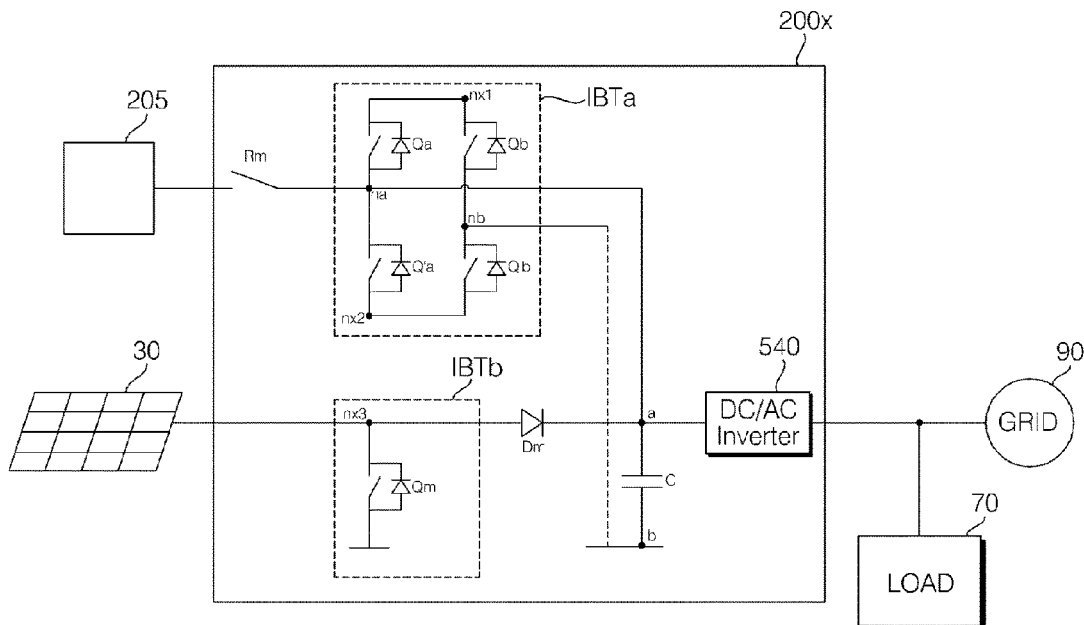 200x
IBTa
nx1
205
Qa
Qb
Rm
na
nb
Q'a
Q'b
nx2
30
IBTb
540
90
nx3
a
DC/AC
Inverter
GRID
Dm
Qm
C
70
b
LOAD